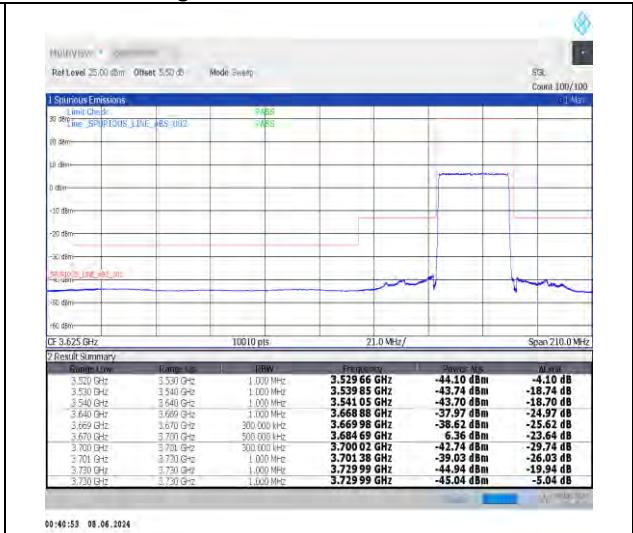 MultiView
Ref Level 25.00 dBm Offset 5.50 dB Mode Sweep SGL
Count 100/100
1 Spurious Emissions
Limit Check PASS
30 dBm Line _SPURIOUS_LINE_ABS_002 PASS
20 dBm
10 dBm
0 dBm
-10 dBm
-20 dBm
-30 dBm
-50 dBm
-60 dBm
CF 3.625 GHz 10010 pts 21.0 MHz/ Span 210.0 MHz
2 Result Summary
Range Low Range Up RBW Frequency Power Abs ΔLimit
3.520 GHz 3.530 GHz 1.000 MHz 3.529 66 GHz -44.10 dBm -4.10 dB
3.530 GHz 3.540 GHz 1.000 MHz 3.539 85 GHz -43.74 dBm -18.74 dB
3.540 GHz 3.640 GHz 1.000 MHz 3.541 05 GHz -43.70 dBm -18.70 dB
3.640 GHz 3.669 GHz 1.000 MHz 3.668 88 GHz -37.97 dBm -24.97 dB
3.669 GHz 3.670 GHz 300.000 kHz 3.669 98 GHz -38.62 dBm -25.62 dB
3.670 GHz 3.700 GHz 500.000 kHz 3.684 69 GHz 6.36 dBm -23.64 dB
3.700 GHz 3.701 GHz 300.000 kHz 3.700 02 GHz -42.74 dBm -29.74 dB
3.701 GHz 3.730 GHz 1.000 MHz 3.701 38 GHz -39.03 dBm -26.03 dB
3.730 GHz 3.730 GHz 1.000 MHz 3.729 99 GHz -44.94 dBm -19.94 dB
3.730 GHz 3.730 GHz 1.000 MHz 3.729 99 GHz -45.04 dBm -5.04 dB
00:40:53 08.06.2024